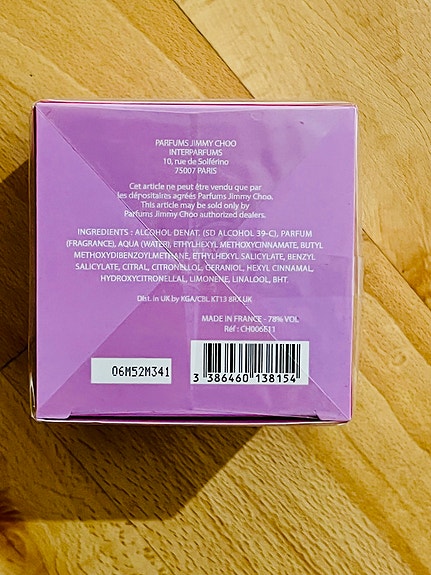 PARFUMS JIMMY CHOO
INTERPARFUMS
10, rue de Solférino
75007 PARIS
Cet article ne peut être vendu que par
les dépositaires agréés Parfums Jimmy Choo.
This article may be sold only by
Parfums Jimmy Choo authorized dealers.
INGREDIENTS : ALCOHOL DENAT. (SD ALCOHOL 39-C), PARFUM
(FRAGRANCE), AQUA (WATER), ETHYLHEXYL METHOXYCINNAMATE, BUTYL
METHOXYDIBENZOYLMETHANE, ETHYLHEXYL SALICYLATE, BENZYL
SALICYLATE, CITRAL, CITRONELLOL, GERANIOL, HEXYL CINNAMAL,
HYDROXYCITRONELLAL, LIMONENE, LINALOOL, BHT.
Dist. in UK by KGA/CBL KT13 8RX UK
MADE IN FRANCE - 78% VOL
Réf : CH006E11
06M52M341
3 386460 138154